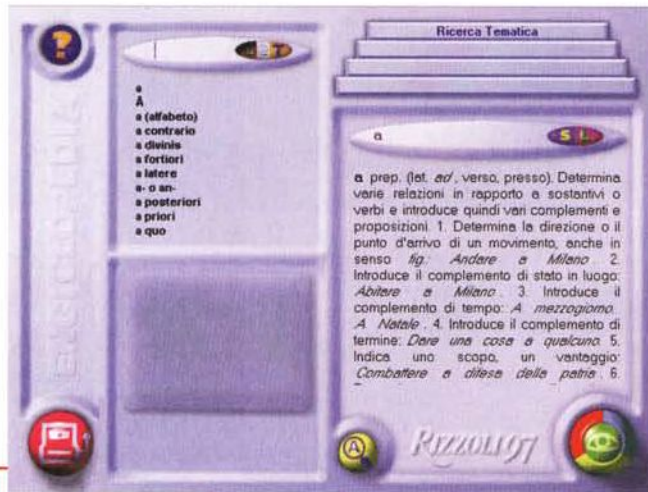 ?
a
A
a (alfabeto)
a contrario
a divinis
a fortiori
a latere
a- o an-
a posteriori
a priori
a quo
Ricerca Tematica
a
S L
a prep. (lat. ad, verso, presso). Determina
varie relazioni in rapporto a sostantivi o
verbi e introduce quindi vari complementi e
proposizioni. 1. Determina la direzione o il
punto d'arrivo di un movimento, anche in
senso fig.: Andare a Milano. 2.
Introduce il complemento di stato in luogo:
Abitare a Milano. 3. Introduce il
complemento di tempo: A mezzogiorno.
A Natale. 4. Introduce il complemento di
termine: Dare una cosa a qualcuno. 5.
Indica uno scopo, un vantaggio:
Combattere a difesa della patria. 6.
A
RIZZOLI 97